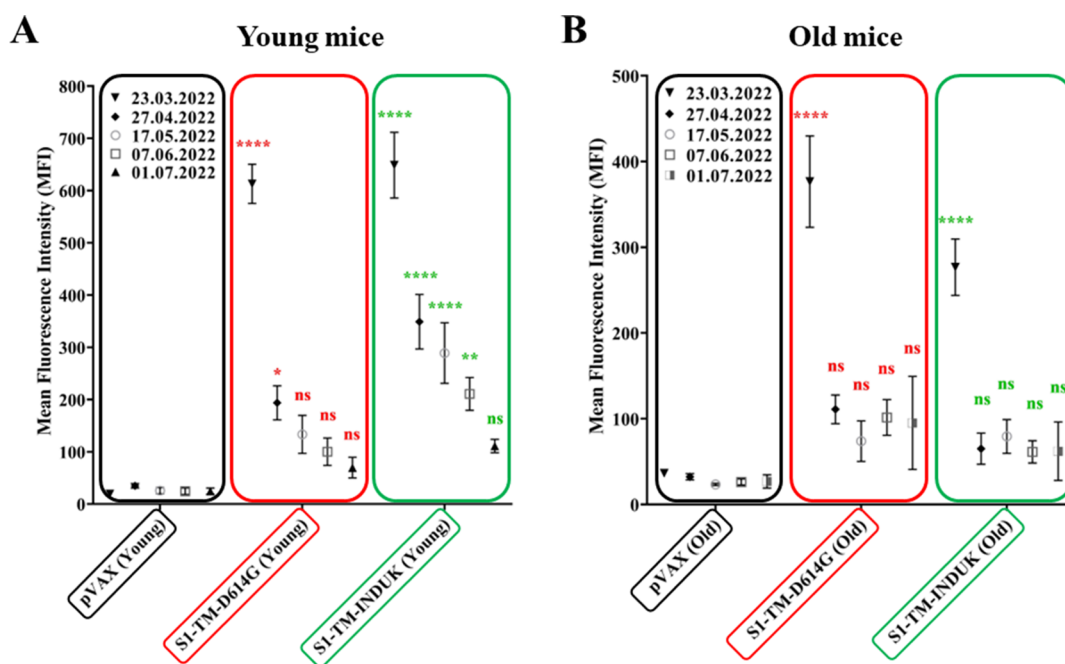 A
Young mice
Mean Fluorescence Intensity (MFI)
800
700
600
500
400
300
200
100
0
23.03.2022
27.04.2022
17.05.2022
07.06.2022
01.07.2022
****
*
ns
ns
ns
****
****
****
**
ns
pVAX (Young)
S1-TM-D614G (Young)
S1-TM-INDUK (Young)
B
Old mice
Mean Fluorescence Intensity (MFI)
500
400
300
200
100
0
23.03.2022
27.04.2022
17.05.2022
07.06.2022
01.07.2022
****
ns
ns
ns
ns
****
ns
ns
ns
ns
pVAX (Old)
S1-TM-D614G (Old)
S1-TM-INDUK (Old)